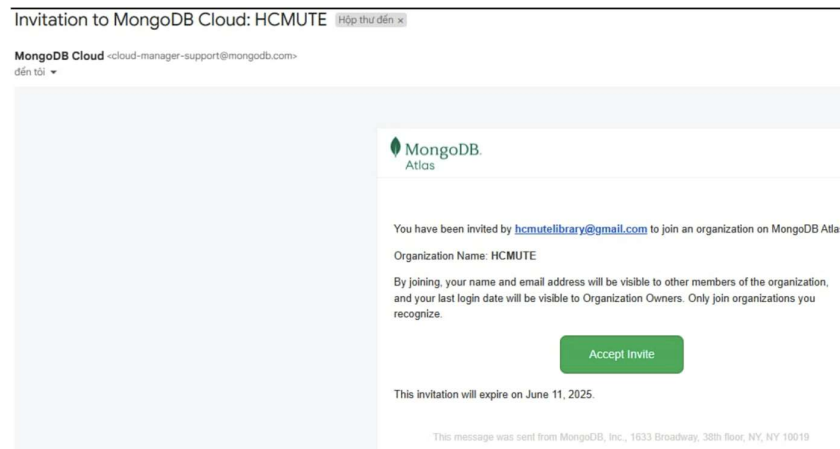 Invitation to MongoDB Cloud: HCMUTE Hộp thư đến ×
MongoDB Cloud <cloud-manager-support@mongodb.com>
đến tôi
MongoDB.
Atlas
You have been invited by hcmutelibrary@gmail.com to join an organization on MongoDB Atla
Organization Name: HCMUTE
By joining, your name and email address will be visible to other members of the organization,
and your last login date will be visible to Organization Owners. Only join organizations you
recognize.
Accept Invite
This invitation will expire on June 11, 2025.
This message was sent from MongoDB, Inc., 1633 Broadway, 38th floor, NY, NY 10019